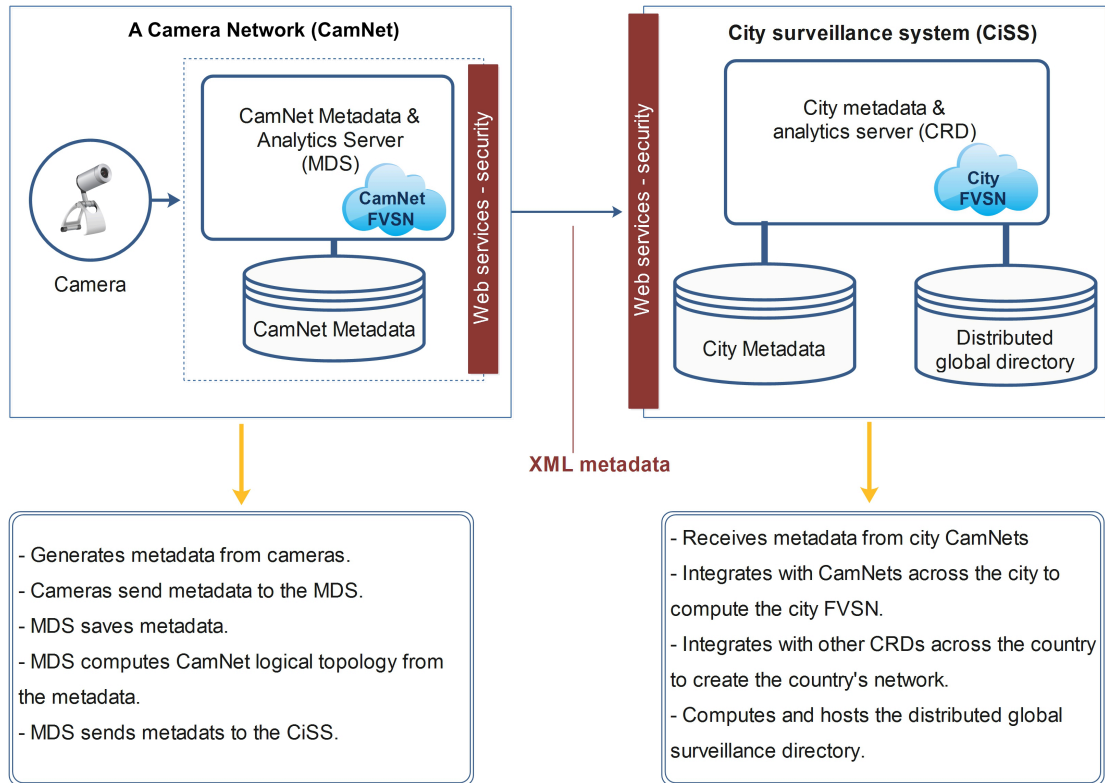 A Camera Network (CamNet)
CamNet Metadata &
Analytics Server
(MDS)
CamNet
FVSN
Camera
CamNet Metadata
Web services - security
XML metadata
Web services - security
City surveillance system (CiSS)
City metadata &
analytics server (CRD)
City
FVSN
City Metadata
Distributed
global directory
- Generates metadata from cameras.
- Cameras send metadata to the MDS.
- MDS saves metadata.
- MDS computes CamNet logical topology from
the metadata.
- MDS sends metadats to the CiSS.
- Receives metadata from city CamNets
- Integrates with CamNets across the city to
compute the city FVSN.
- Integrates with other CRDs across the country
to create the country's network.
- Computes and hosts the distributed global
surveillance directory.